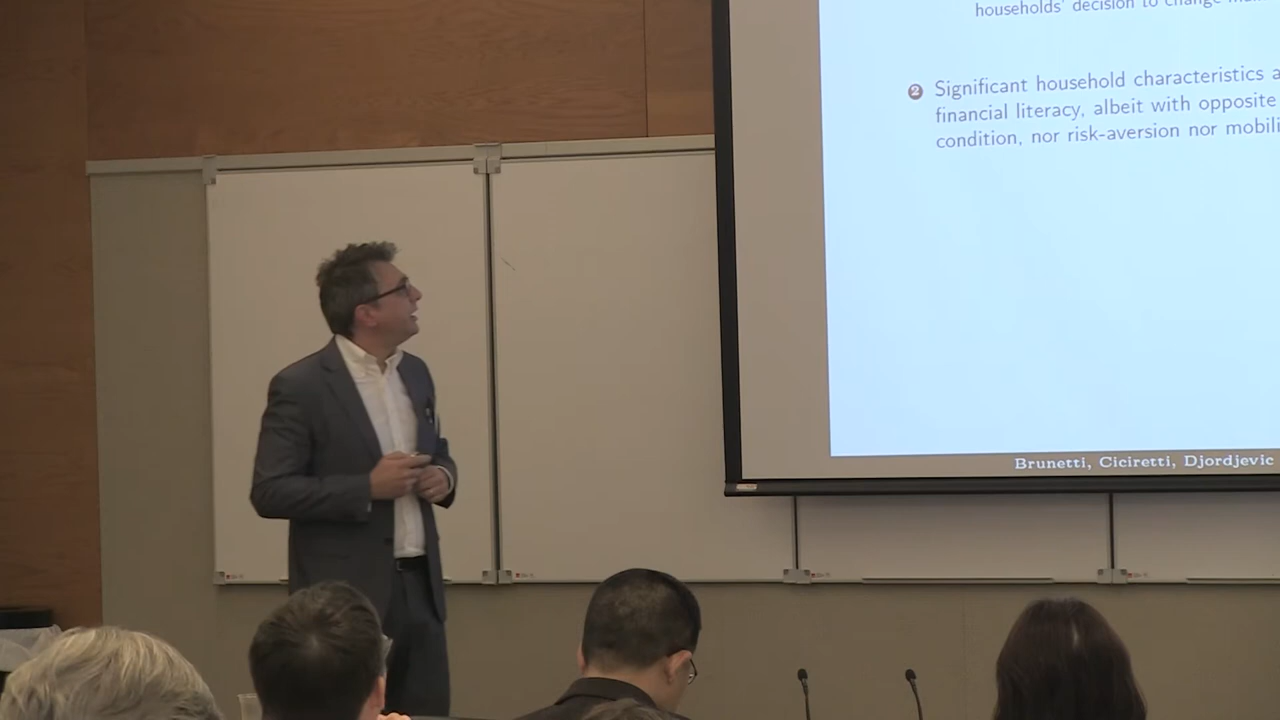 households' decision to change
2 Significant household characteristics a
financial literacy, albeit with opposite
condition, nor risk-aversion nor mobili
Brunetti, Ciciretti, Djordjevic